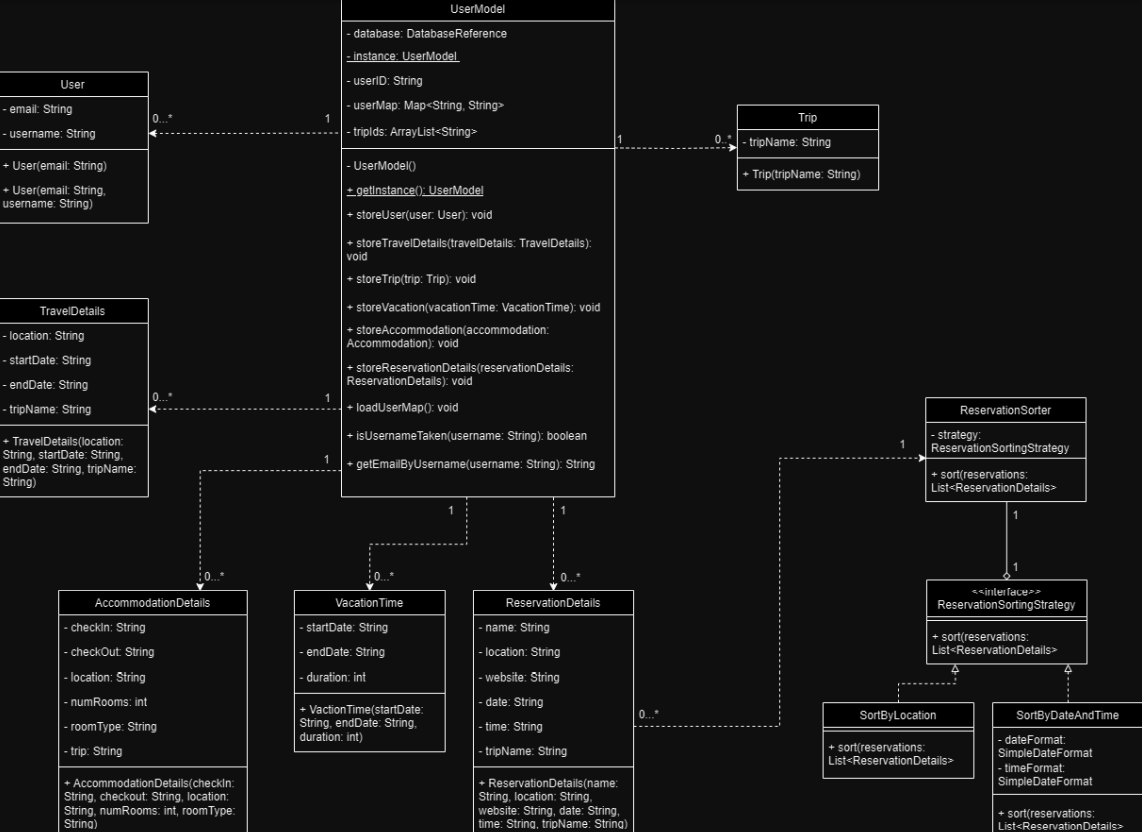 UserModel
- database: DatabaseReference
- instance: UserModel
- userID: String
- userMap: Map<String, String>
- tripIds: ArrayList<String>
- UserModel()
+ getInstance(): UserModel
+ storeUser(user: User): void
+ storeTravelDetails(travelDetails: TravelDetails):
void
+ storeTrip(trip: Trip): void
+ storeVacation(vacationTime: VacationTime): void
+ storeAccommodation(accommodation:
Accommodation): void
+ storeReservationDetails(reservationDetails:
ReservationDetails): void
+ loadUserMap(): void
+ isUsernameTaken(username: String): boolean
+ getEmailByUsername(username: String): String
User
- email: String
- username: String
+ User(email: String)
+ User(email: String,
username: String)
0...*
1
1
0..*
Trip
- tripName: String
+ Trip(tripName: String)
TravelDetails
- location: String
- startDate: String
- endDate: String
- tripName: String
+ TravelDetails(location:
String, startDate: String,
endDate: String, tripName:
String)
0...*
1
1
0...*
1
0...*
1
0...*
AccommodationDetails
- checkIn: String
- checkOut: String
- location: String
- numRooms: int
- roomType: String
- trip: String
+ AccommodationDetails(checkIn:
String, checkout: String, location:
String, numRooms: int, roomType:
String)
VacationTime
- startDate: String
- endDate: String
- duration: int
+ VactionTime(startDate:
String, endDate: String,
duration: int)
ReservationDetails
- name: String
- location: String
- website: String
- date: String
- time: String
- tripName: String
+ ReservationDetails(name:
String, location: String,
website: String, date: String,
time: String, tripName: String)
0...*
1
ReservationSorter
- strategy:
ReservationSortingStrategy
+ sort(reservations:
List<ReservationDetails>
1
1
<<interface>>
ReservationSortingStrategy
+ sort(reservations:
List<ReservationDetails>
SortByLocation
+ sort(reservations:
List<ReservationDetails>
SortByDateAndTime
- dateFormat:
SimpleDateFormat
- timeFormat:
SimpleDateFormat
+ sort(reservations:
List<ReservationDetails>